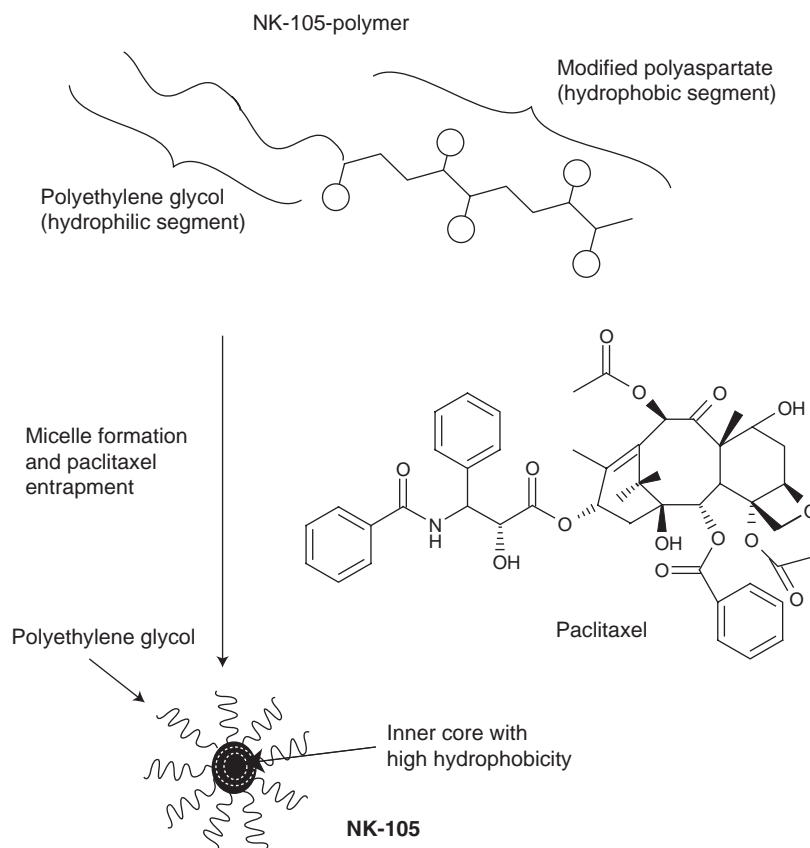 NK-105-polymer
Modified polyaspartate
(hydrophobic segment)
Polyethylene glycol
(hydrophilic segment)
Micelle formation
and paclitaxel
entrapment
O
O
O
OH
O
O
N
H
OH
O
O
OH
O
O
O
O
O
Paclitaxel
Polyethylene glycol
Inner core with
high hydrophobicity
NK-105